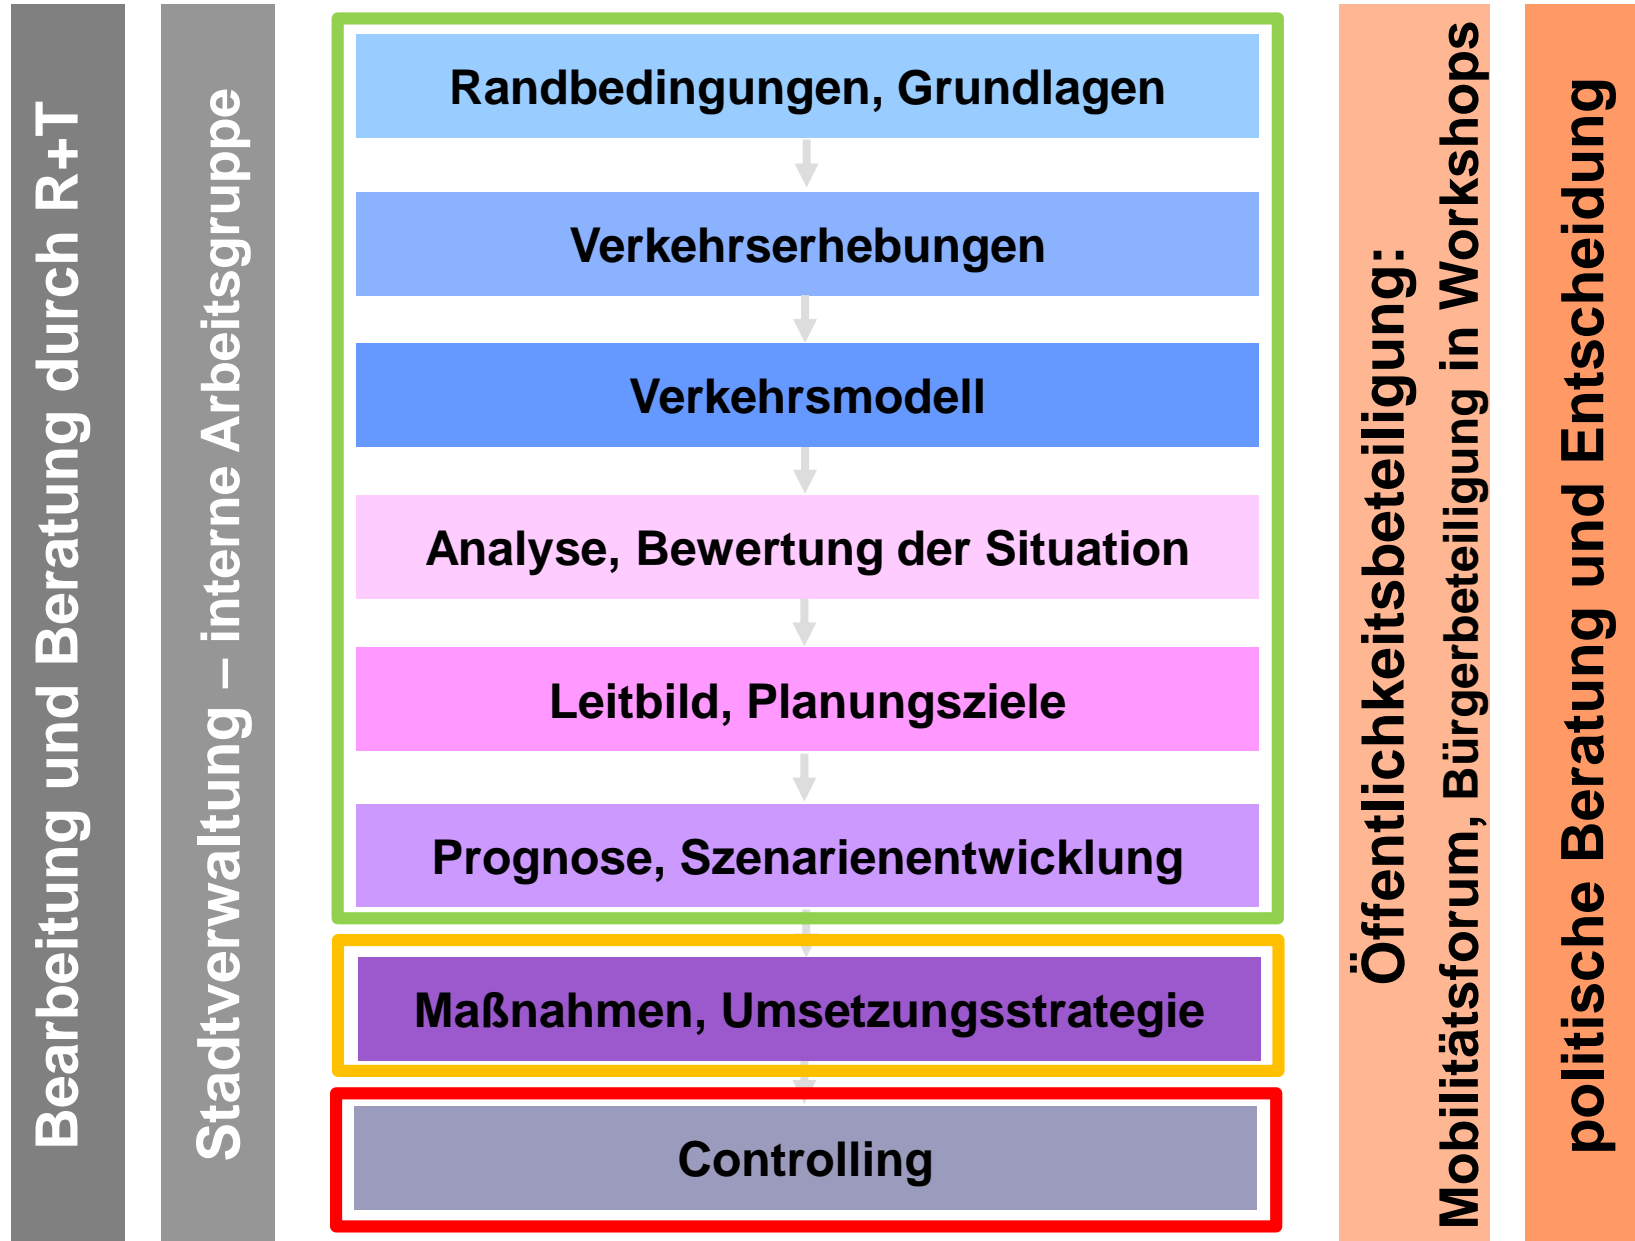 Bearbeitung und Beratung durch R+T
Stadtverwaltung – interne Arbeitsgruppe
Randbedingungen, Grundlagen
Verkehrserhebungen
Verkehrsmodell
Analyse, Bewertung der Situation
Leitbild, Planungsziele
Prognose, Szenarienentwicklung
Maßnahmen, Umsetzungsstrategie
Controlling
Öffentlichkeitsbeteiligung:
Mobilitätsforum, Bürgerbeteiligung in Workshops
politische Beratung und Entscheidung